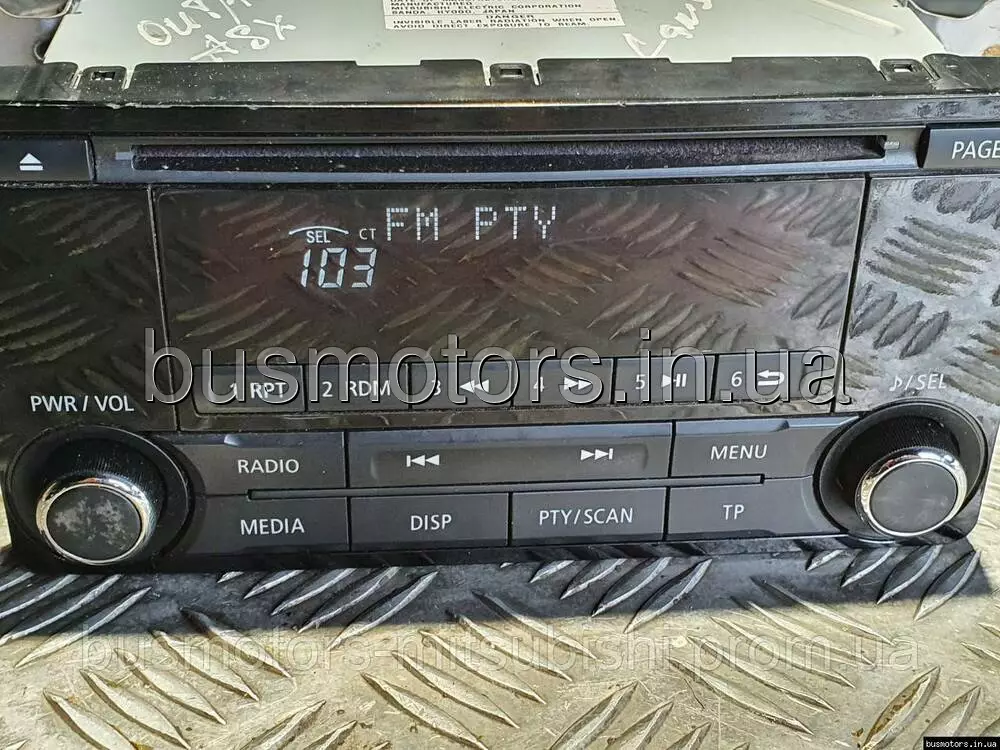 MANUFACTURED
MITSUBISHI ELECTRIC CORPORATION
SANDA, HYOGO JAPAN
DANGER
INVISIBLE LASER RADIATION WHEN OPEN
AVOID DIRECT EXPOSURE TO BEAM
ASX
PAGE
SEL CT FM PTY
103
busmotors.in.ua
1 RPT 2 RDM 3 4 5 6
PWR / VOL
♪/SEL
RADIO
MENU
MEDIA DISP PTY/SCAN TP
busmotors-mitsubishi.prom.ua
busmotors.in.ua